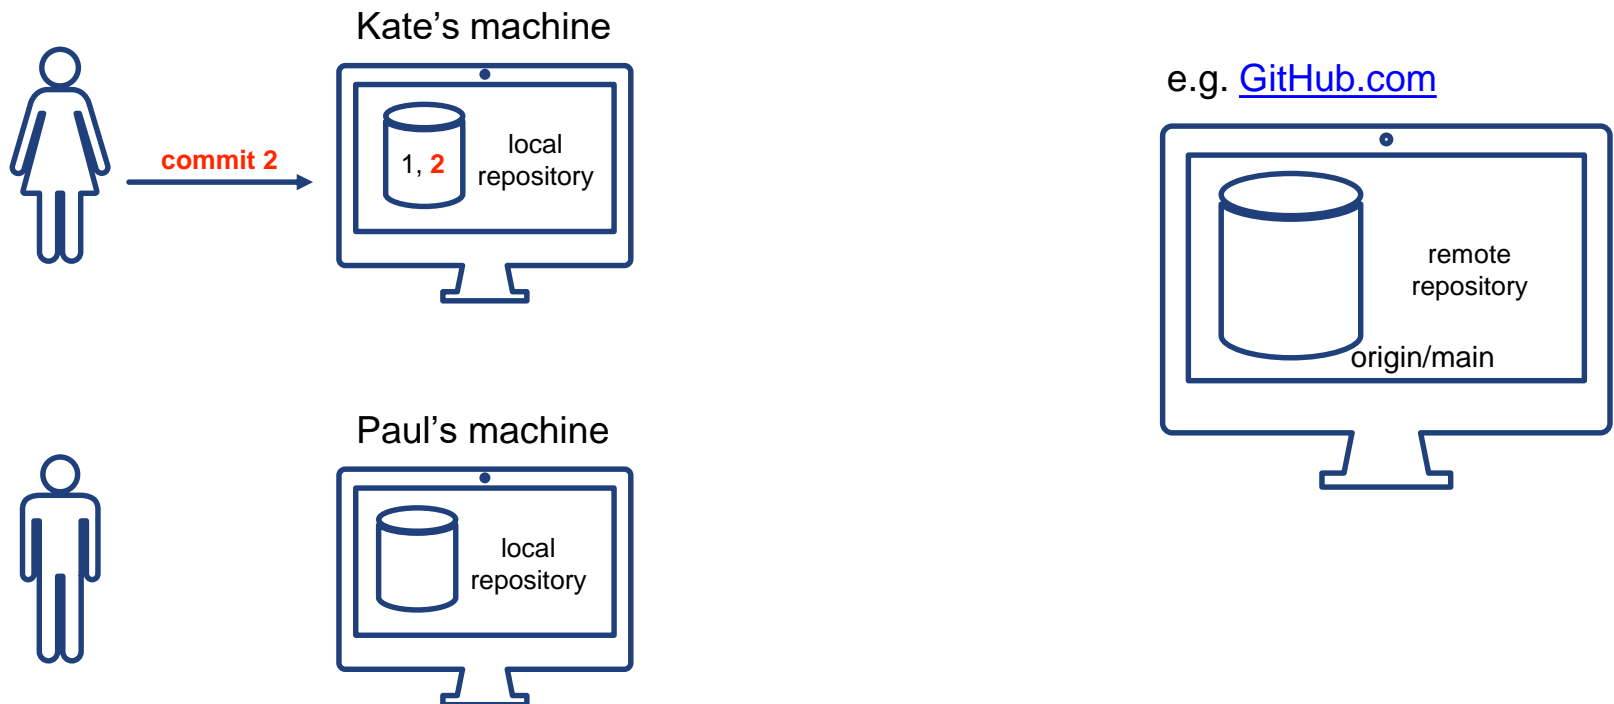 Kate’s machine
commit 2
1, 2
local
repository
e.g. GitHub.com
remote
repository
origin/main
Paul’s machine
local
repository